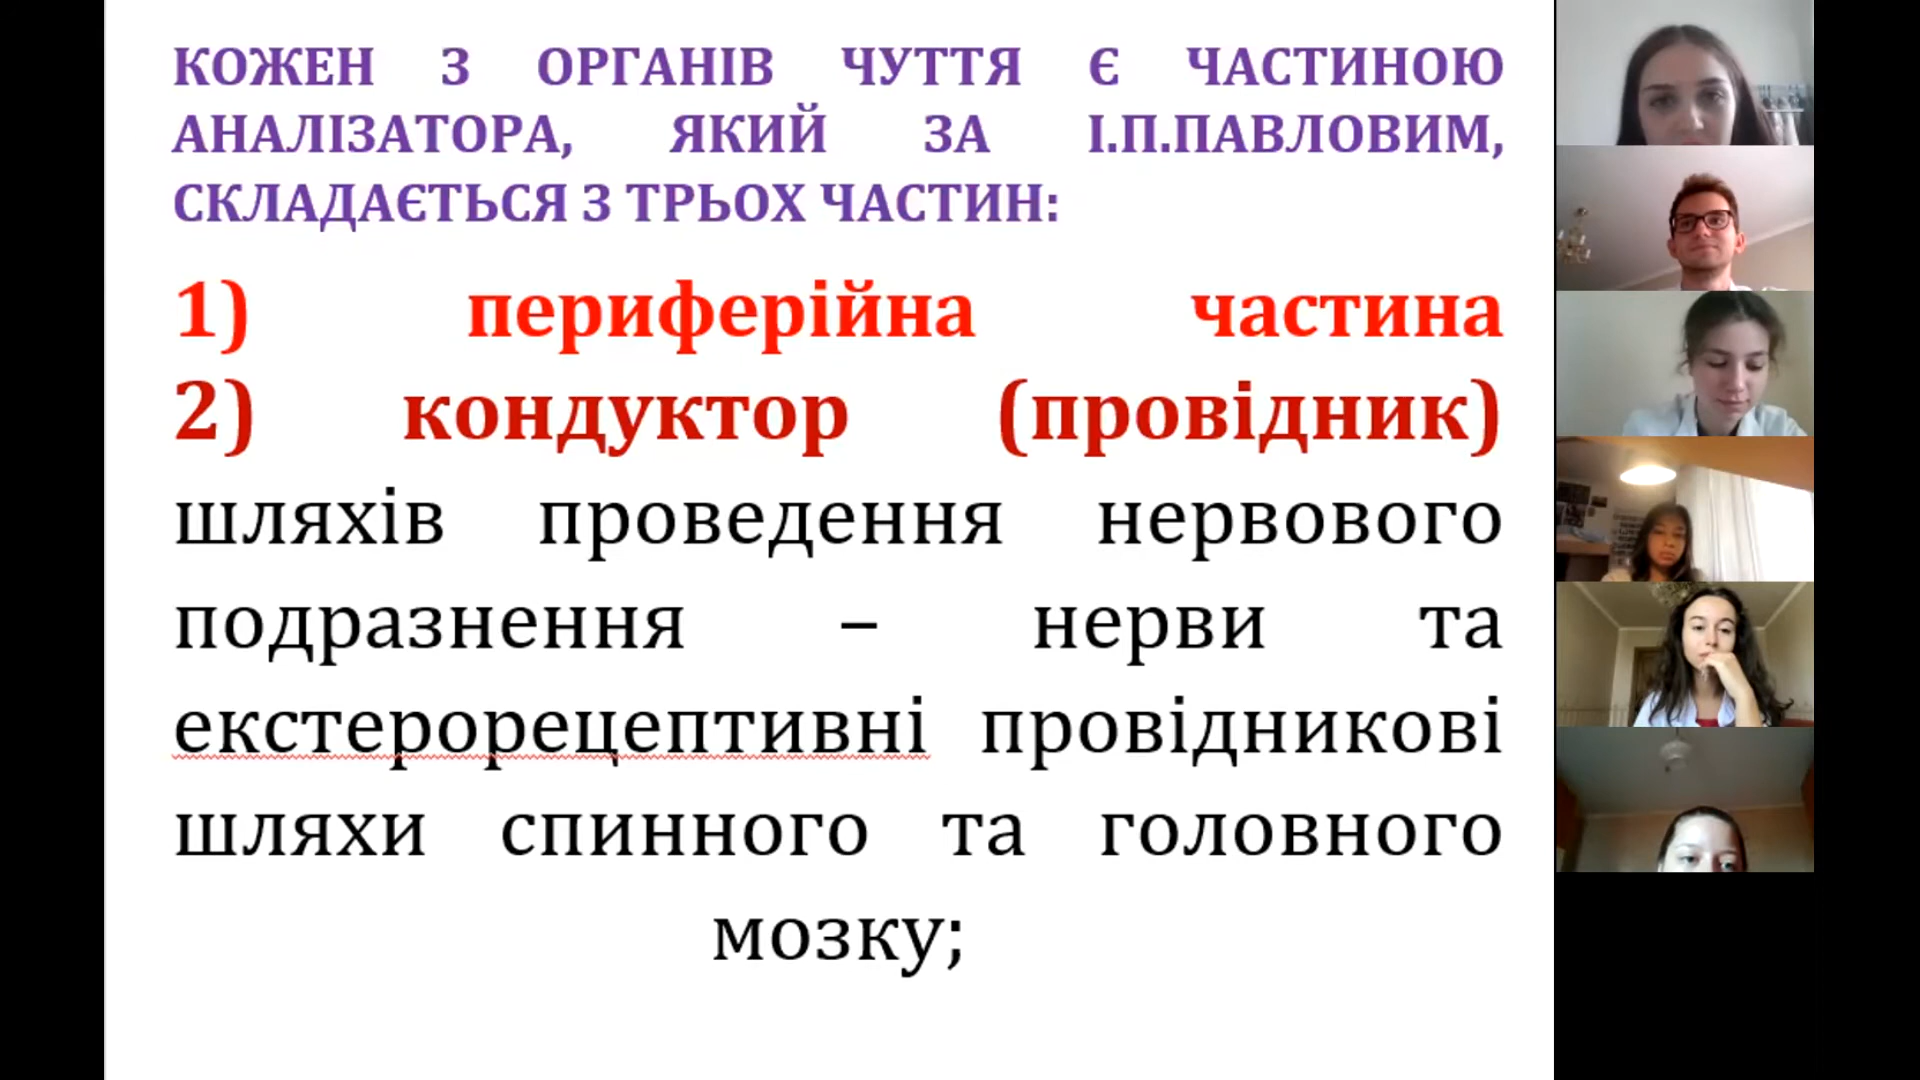 КОЖЕН З ОРГАНІВ ЧУТТЯ Є ЧАСТИНОЮ
АНАЛІЗАТОРА, ЯКИЙ ЗА І.П.ПАВЛОВИМ,
СКЛАДАЄТЬСЯ З ТРЬОХ ЧАСТИН:
1) периферійна частина
2) кондуктор (провідник)
шляхів проведення нервового
подразнення – нерви та
екстерорецептивні провідникові
шляхи спинного та головного
мозку;